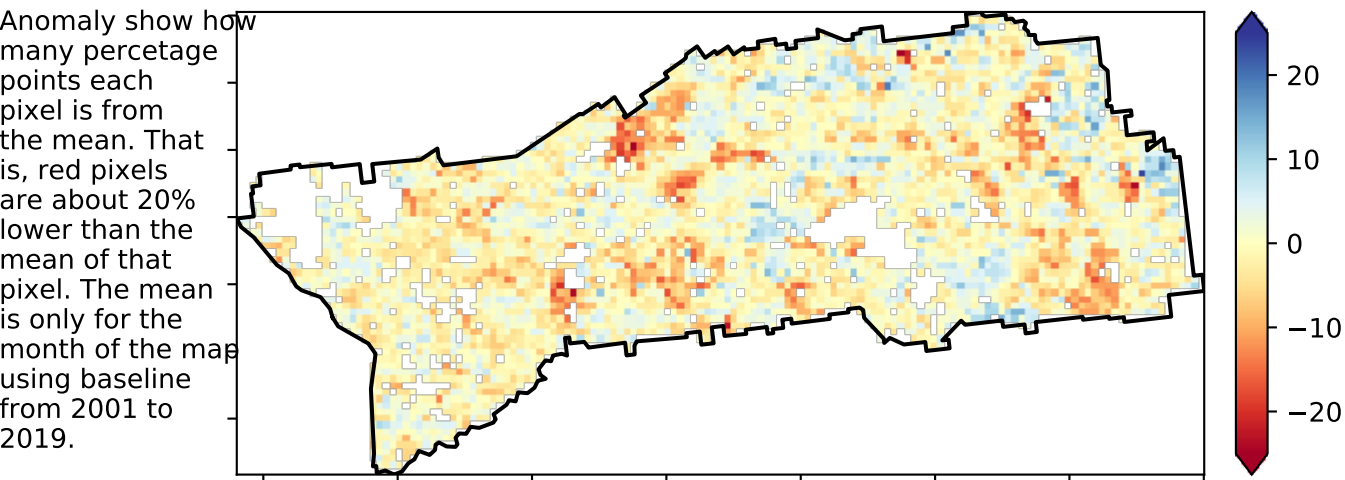 Anomaly show how
many percetage
points each
pixel is from
the mean. That
is, red pixels
are about 20%
lower than the
mean of that
pixel. The mean
is only for the
month of the map
using baseline
from 2001 to
2019.
20
10
0
−10
−20